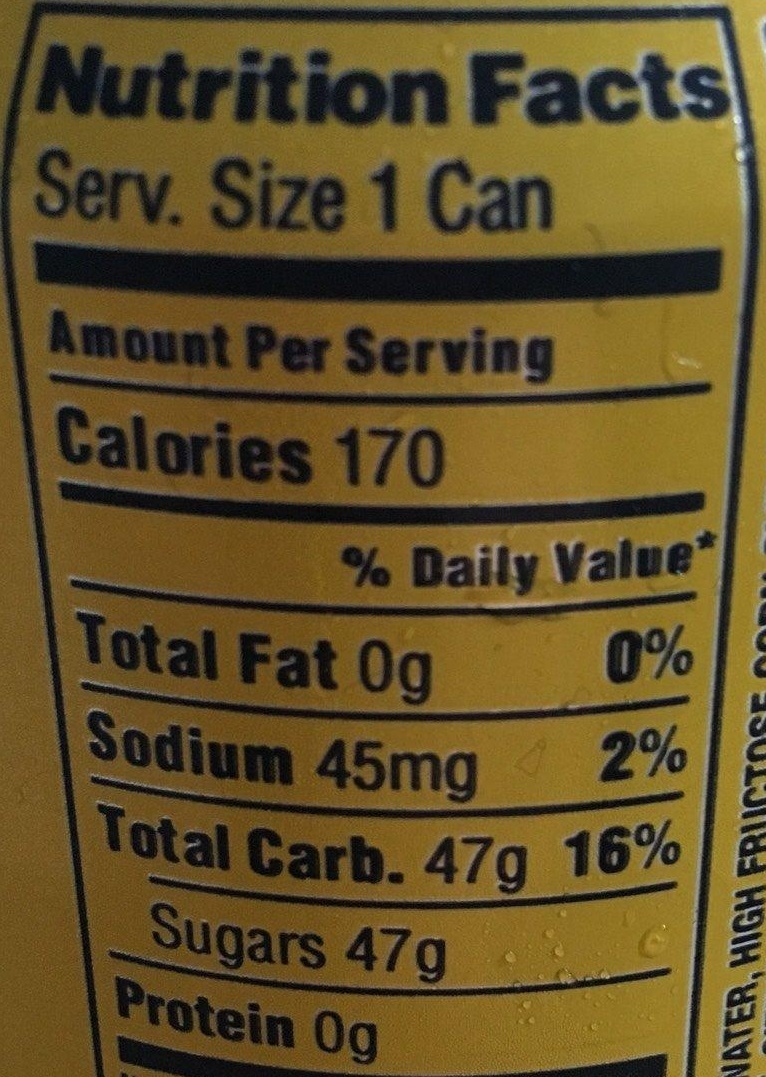 Nutrition Facts
Serv. Size 1 Can
Amount Per Serving
Calories 170
% Daily Value*
Total Fat 0g 0%
Sodium 45mg 2%
Total Carb. 47g 16%
Sugars 47g
Protein 0g
WATER, HIGH FRUCTOSE CORN